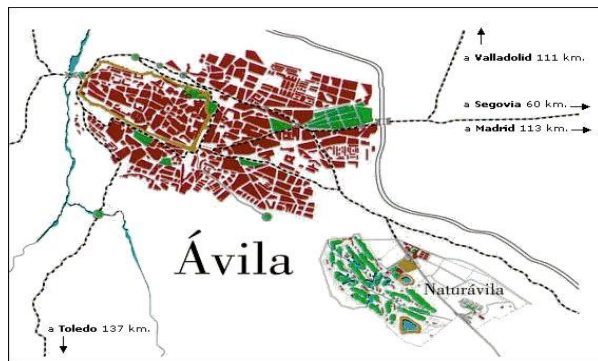 a Valladolid 111 km.
a Segovia 60 km.
a Madrid 113 km.
Ávila
Naturávila
a Toledo 137 km.